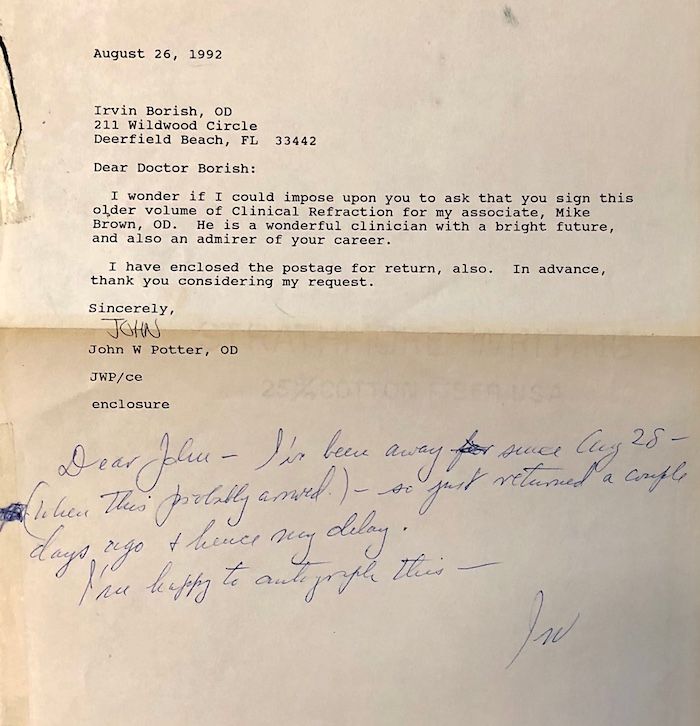 August 26, 1992
Irvin Borish, OD
211 Wildwood Circle
Deerfield Beach, FL 33442
Dear Doctor Borish:
I wonder if I could impose upon you to ask that you sign this
older volume of Clinical Refraction for my associate, Mike
Brown, OD. He is a wonderful clinician with a bright future,
and also an admirer of your career.
I have enclosed the postage for return, also. In advance,
thank you considering my request.
Sincerely,
JOHN
John W Potter, OD
25% COTTON FIBER USA
JWP/ce
enclosure
Dear John – I've been away since Aug 28 –
(when this probably arrived.) – so just returned a couple
days ago & hence my delay.
I'm happy to autograph this –
Irv